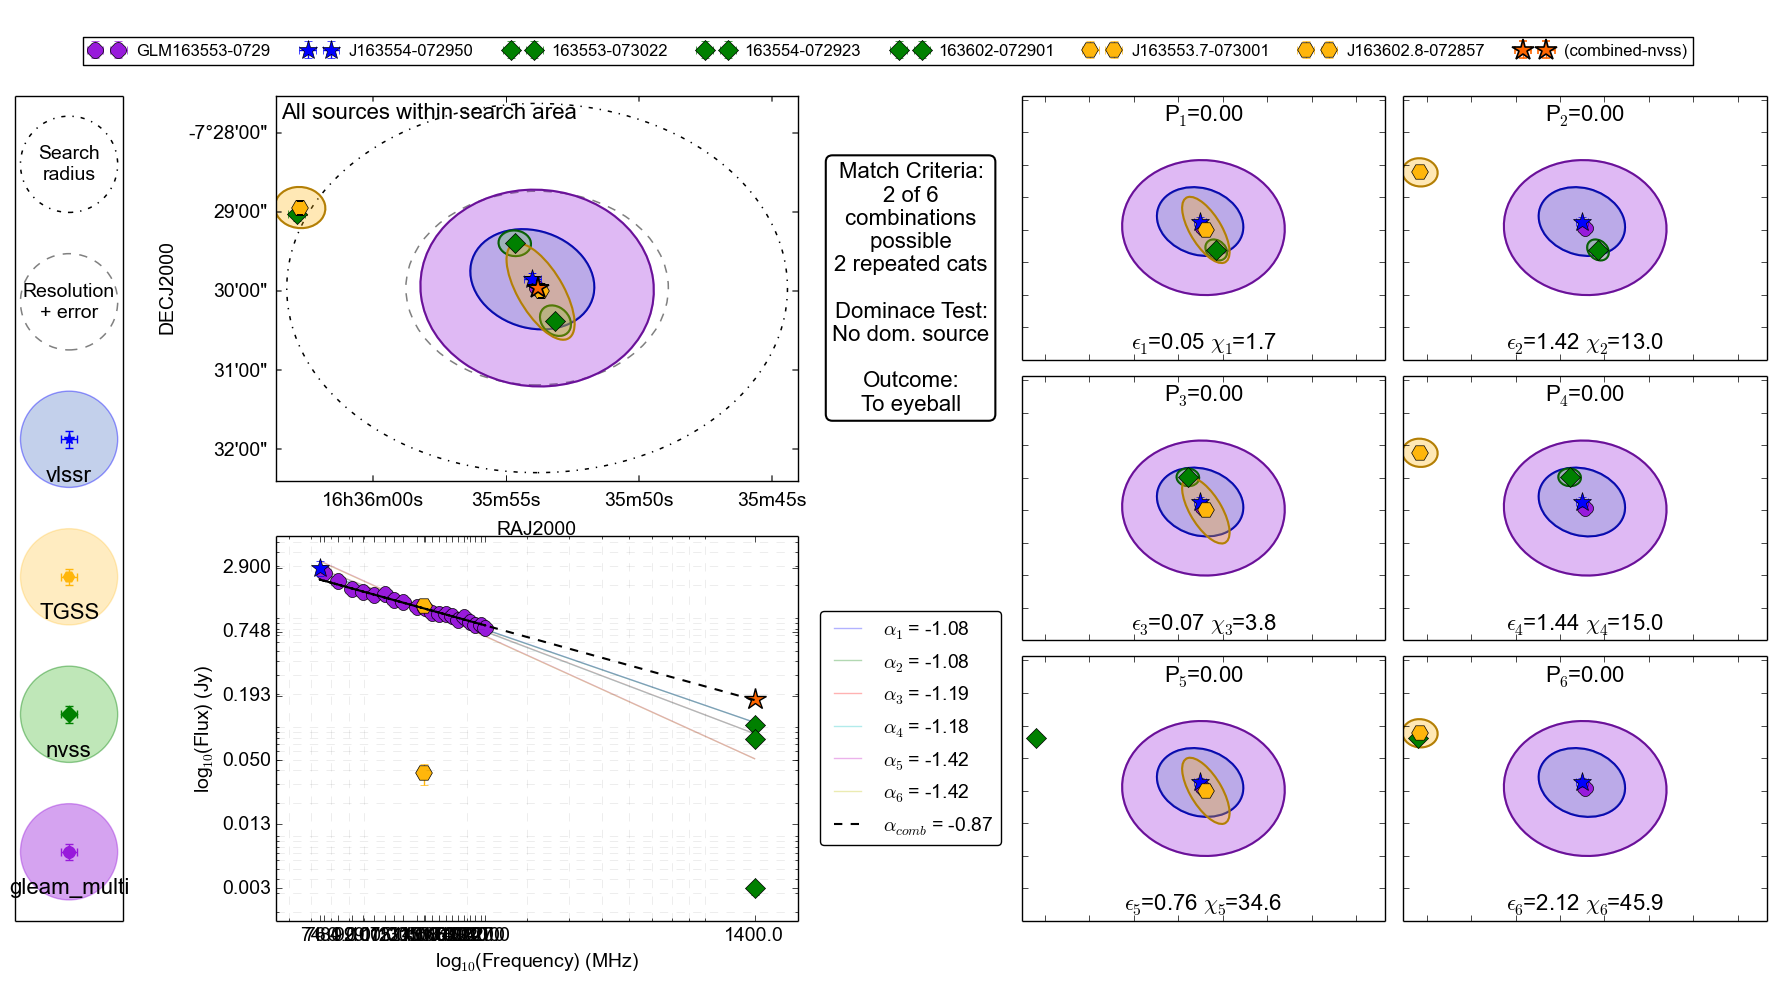 GLM163553-0729 J163554-072950 163553-073022 163554-072923 163602-072901 J163553.7-073001 J163602.8-072857 (combined-nvss)
Search
radius
Resolution
+ error
vlssr
TGSS
nvss
gleam_multi
All sources within search area
DECJ2000
-7°28'00"
29'00"
30'00"
31'00"
32'00"
16h36m00s 35m55s 35m50s 35m45s
RAJ2000
log10(Flux) (Jy)
2.900
0.748
0.193
0.050
0.013
0.003
1400.0
log10(Frequency) (MHz)
Match Criteria:
2 of 6
combinations
possible
2 repeated cats
Dominace Test:
No dom. source
Outcome:
To eyeball
α1 = -1.08
α2 = -1.08
α3 = -1.19
α4 = -1.18
α5 = -1.42
α6 = -1.42
αcomb = -0.87
P1=0.00
ϵ1=0.05 χ1=1.7
P2=0.00
ϵ2=1.42 χ2=13.0
P3=0.00
ϵ3=0.07 χ3=3.8
P4=0.00
ϵ4=1.44 χ4=15.0
P5=0.00
ϵ5=0.76 χ5=34.6
P6=0.00
ϵ6=2.12 χ6=45.9